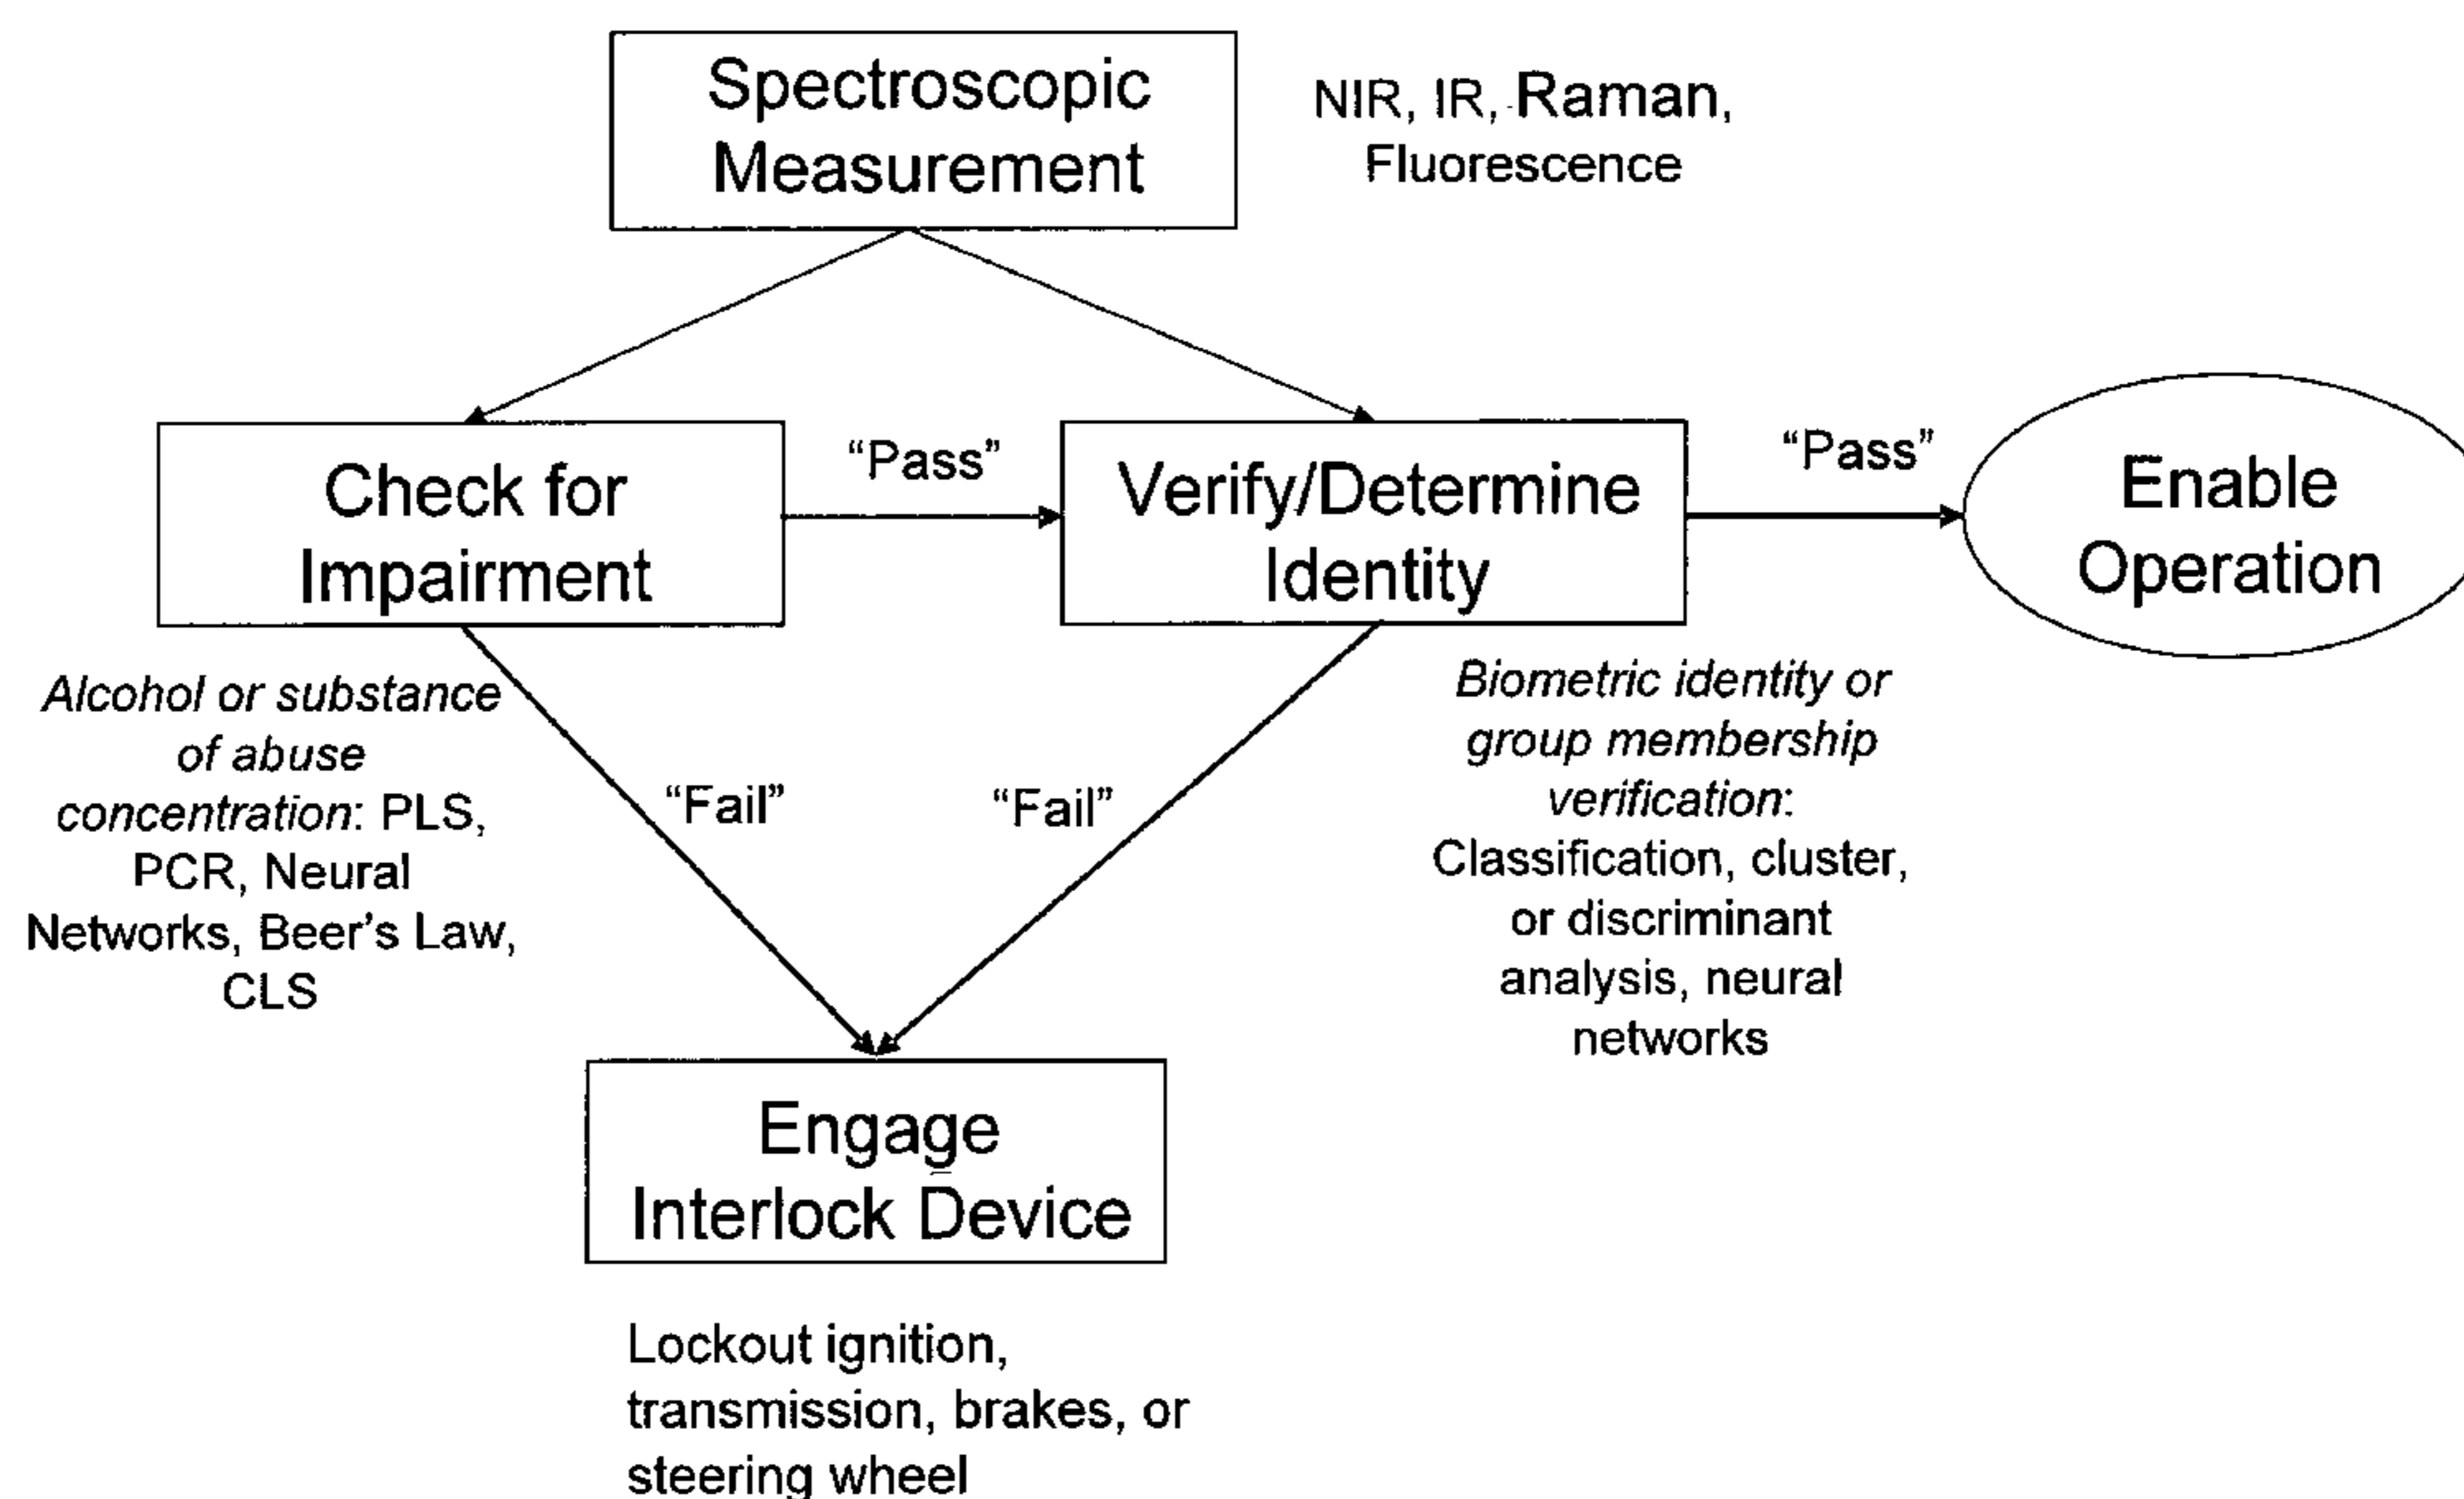 Spectroscopic
Measurement
NIR, IR, Raman,
Fluorescence
Check for
Impairment
“Pass”
Verify/Determine
Identity
“Pass”
Enable
Operation
Alcohol or substance
of abuse
concentration: PLS,
PCR, Neural
Networks, Beer’s Law,
CLS
“Fail”
“Fail”
Biometric identity or
group membership
verification:
Classification, cluster,
or discriminant
analysis, neural
networks
Engage
Interlock Device
Lockout ignition,
transmission, brakes, or
steering wheel